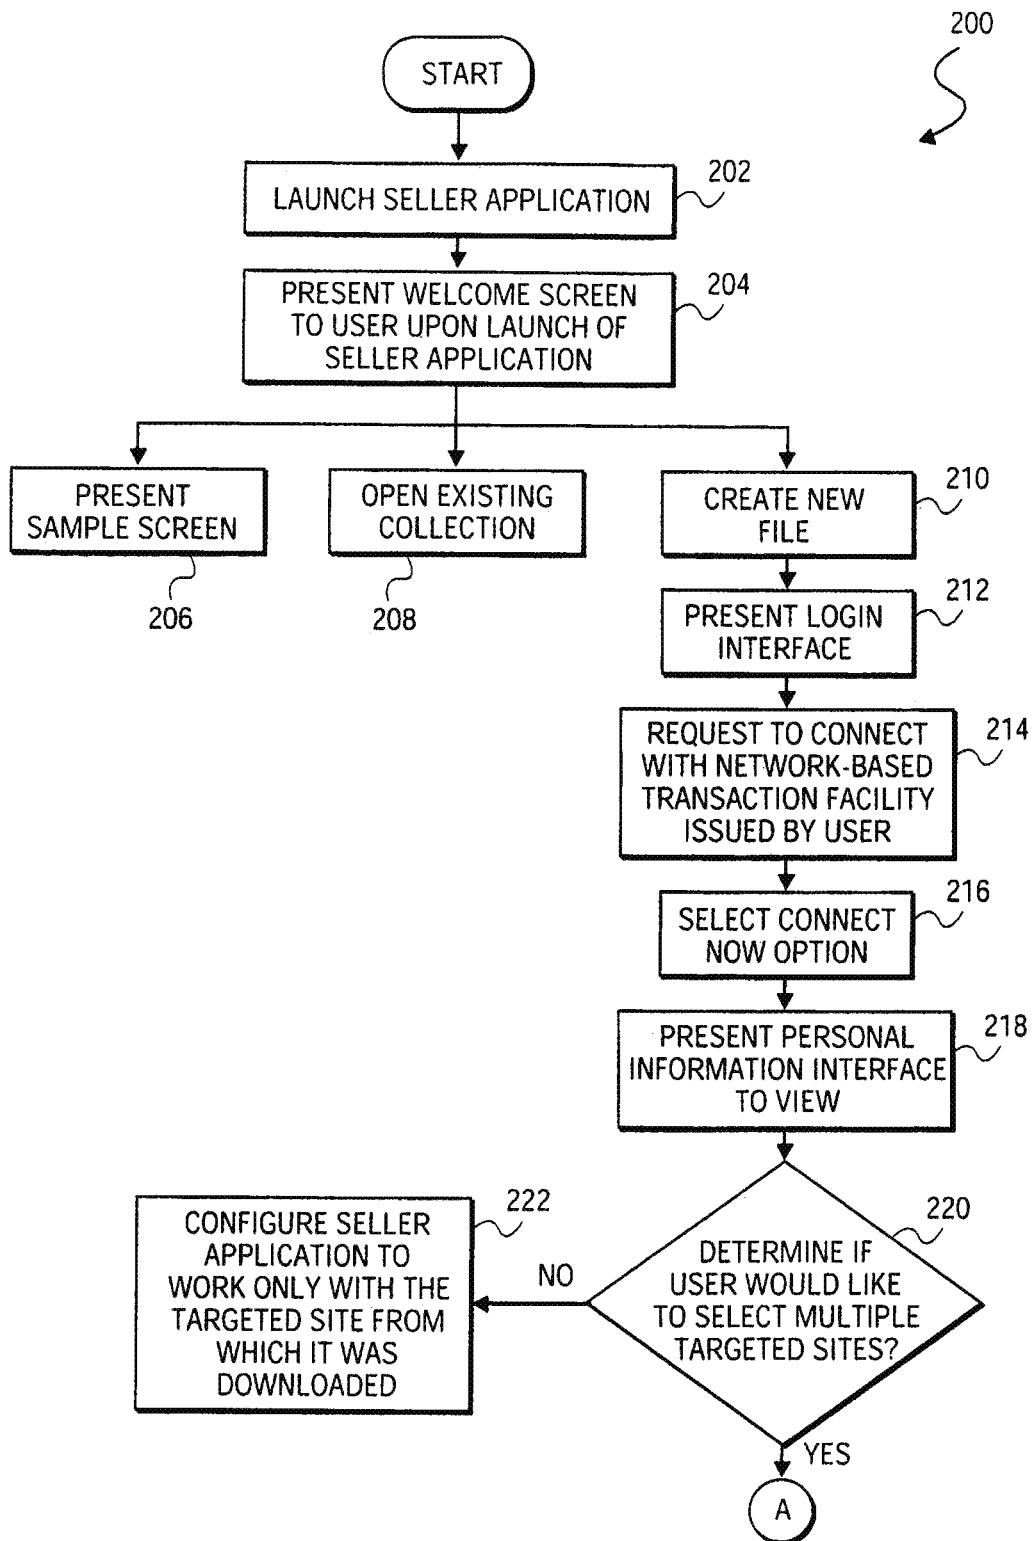 200
START
LAUNCH SELLER APPLICATION
202
PRESENT WELCOME SCREEN
TO USER UPON LAUNCH OF
SELLER APPLICATION
204
PRESENT
SAMPLE SCREEN
206
OPEN EXISTING
COLLECTION
208
CREATE NEW
FILE
210
PRESENT LOGIN
INTERFACE
212
REQUEST TO CONNECT
WITH NETWORK-BASED
TRANSACTION FACILITY
ISSUED BY USER
214
SELECT CONNECT
NOW OPTION
216
PRESENT PERSONAL
INFORMATION INTERFACE
TO VIEW
218
DETERMINE IF
USER WOULD LIKE
TO SELECT MULTIPLE
TARGETED SITES?
220
NO
CONFIGURE SELLER
APPLICATION TO
WORK ONLY WITH THE
TARGETED SITE FROM
WHICH IT WAS
DOWNLOADED
222
YES
A